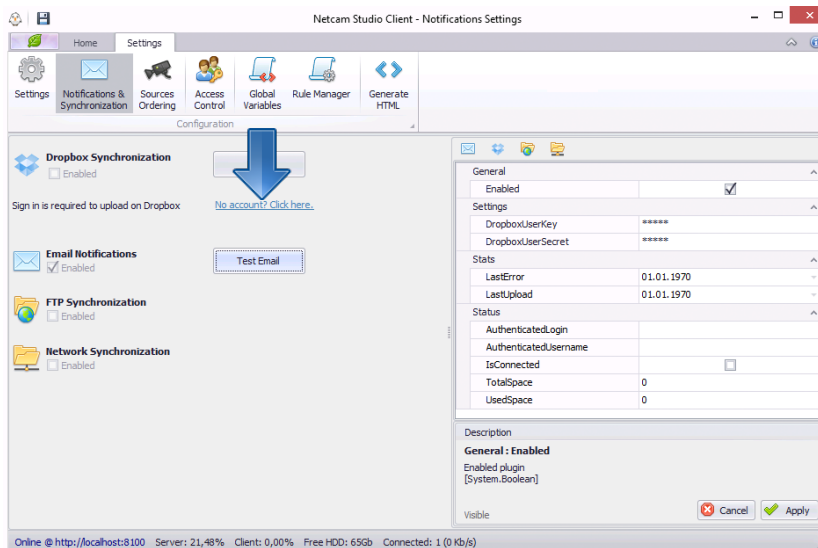 Netcam Studio Client - Notifications Settings
Home Settings
Settings
Notifications &
Synchronization
Sources
Ordering
Access
Control
Global
Variables
Rule Manager
Generate
HTML
Configuration
Dropbox Synchronization
Enabled
Sign in is required to upload on Dropbox
No account? Click here.
Email Notifications
Enabled
Test Email
FTP Synchronization
Enabled
Network Synchronization
Enabled
General
Enabled
Settings
DropboxUserKey *****
DropboxUserSecret *****
Stats
LastError 01.01.1970
LastUpload 01.01.1970
Status
AuthenticatedLogin
AuthenticatedUsername
IsConnected
TotalSpace 0
UsedSpace 0
Description
General : Enabled
Enabled plugin
[System.Boolean]
Visible
Cancel Apply
Online @ http://localhost:8100 Server: 21,48% Client: 0,00% Free HDD: 65Gb Connected: 1 (0 Kb/s)